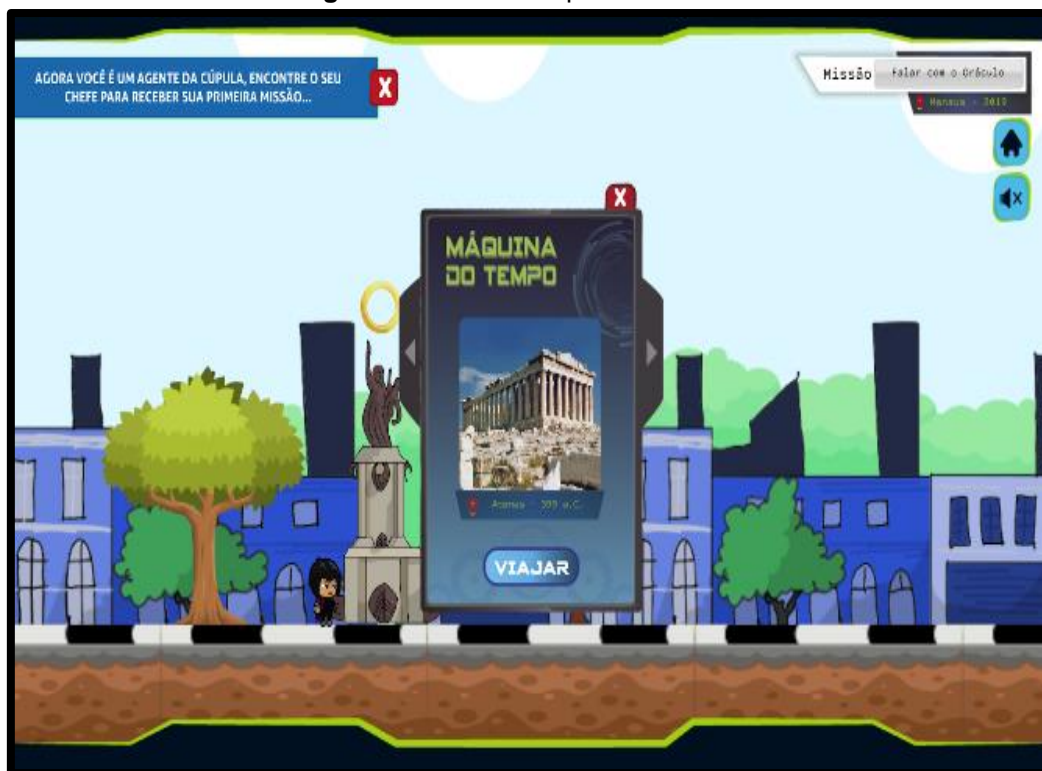 AGORA VOCÊ É UM AGENTE DA CÚPULA, ENCONTRE O SEU
CHEFE PARA RECEBER SUA PRIMEIRA MISSÃO...
X
Missão
Falar com o Oráculo
Manaus -
X
MÁQUINA
DO TEMPO
Atenas - 399 a.C.
VIAJAR